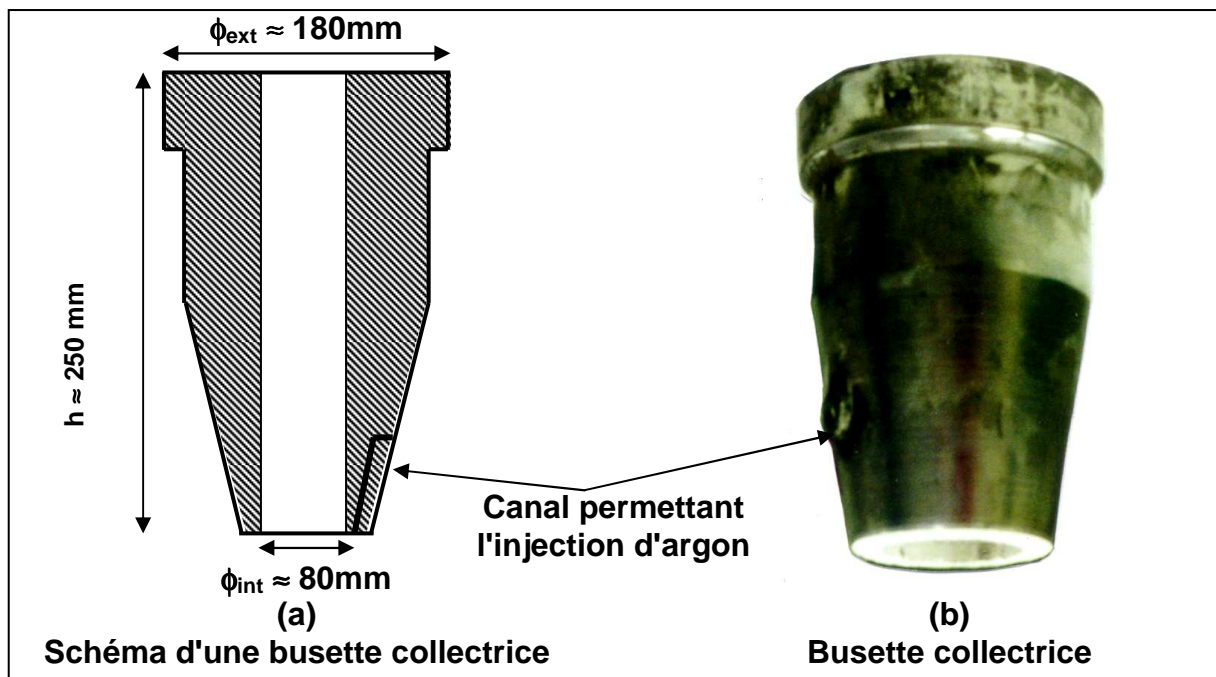 ϕext ≈ 180mm
h ≈ 250 mm
Canal permettant
l'injection d'argon
ϕint ≈ 80mm
(a)
Schéma d'une busette collectrice
(b)
Busette collectrice